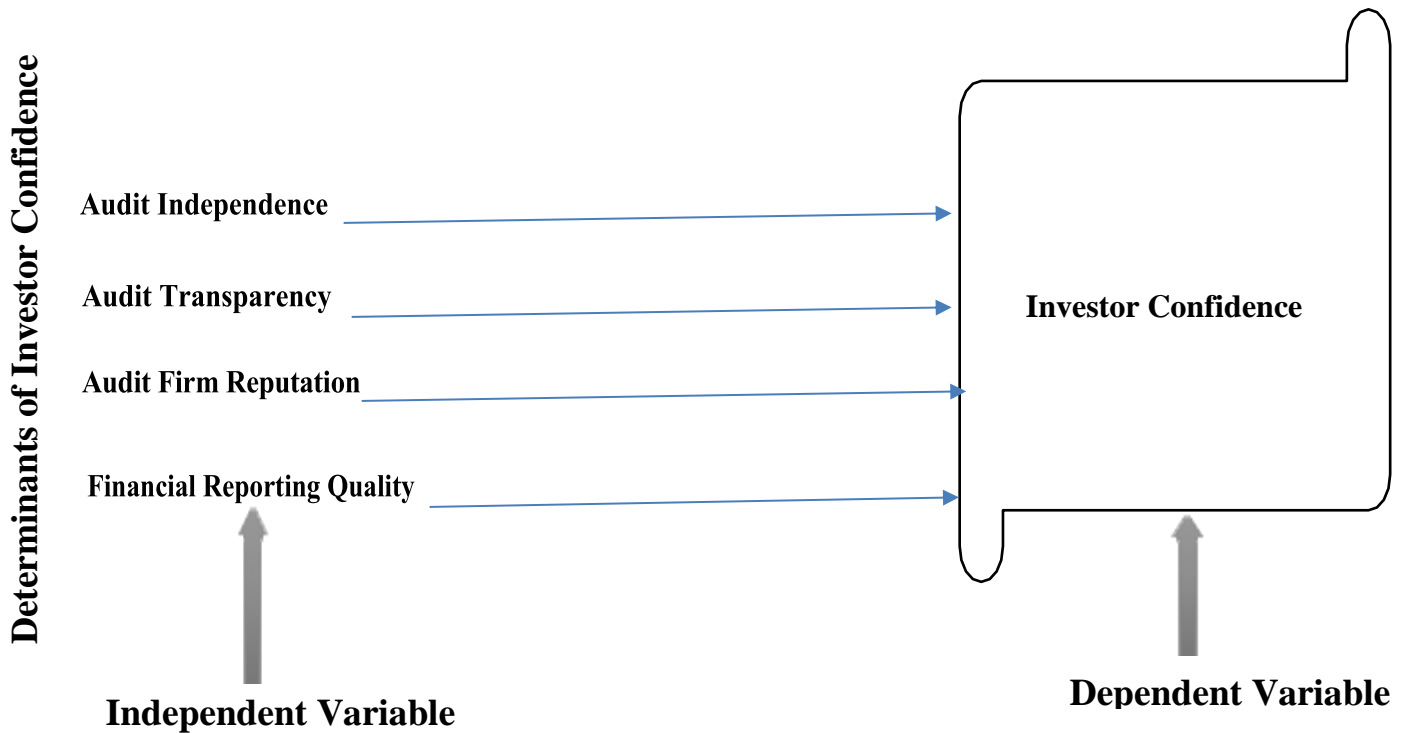 Determinants of Investor Confidence
Audit Independence
Audit Transparency
Investor Confidence
Audit Firm Reputation
Financial Reporting Quality
Independent Variable
Dependent Variable